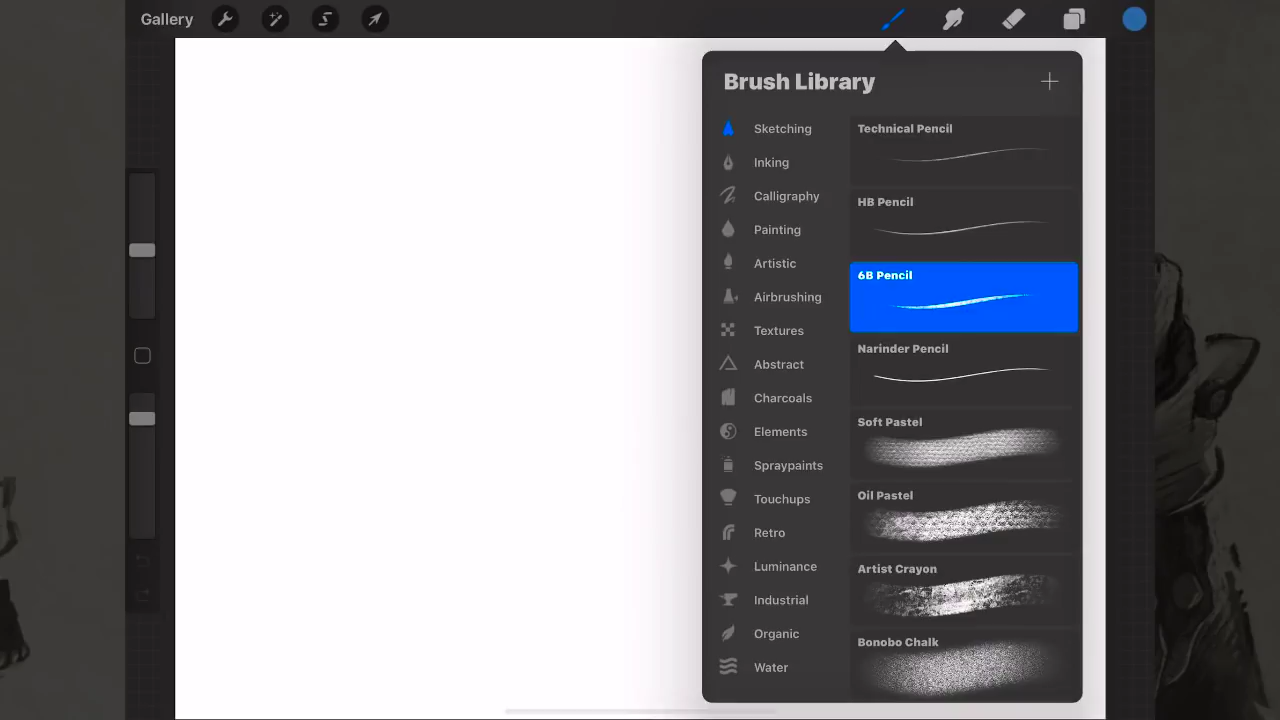 Gallery
Brush Library
Sketching
Inking
Calligraphy
Painting
Artistic
Airbrushing
Textures
Abstract
Charcoals
Elements
Spraypaints
Touchups
Retro
Luminance
Industrial
Organic
Water
Technical Pencil
HB Pencil
6B Pencil
Narinder Pencil
Soft Pastel
Oil Pastel
Artist Crayon
Bonobo Chalk